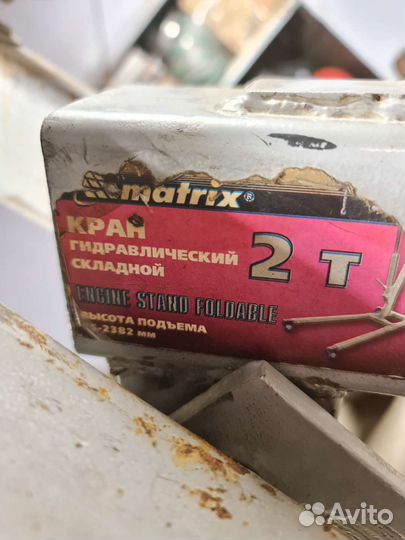 matrix®
КРАН
ГИДРАВЛИЧЕСКИЙ
СКЛАДНОЙ
2 Т
ENGINE STAND FOLDABLE
ВЫСОТА ПОДЪЕМА
-2382 мм
Avito